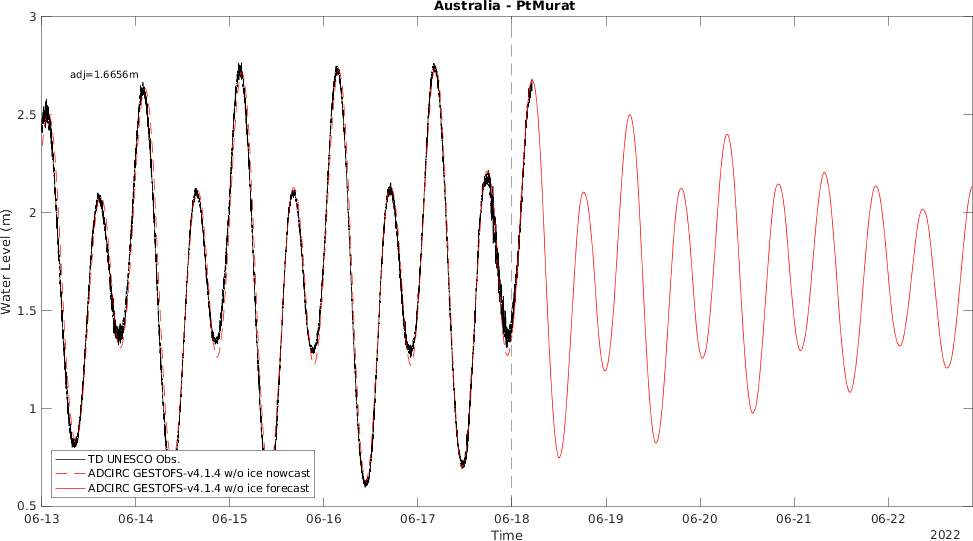 Australia - PtMurat
adj=1.6656m
3
2.5
2
1.5
1
0.5
Water Level (m)
TD UNESCO Obs.
ADCIRC GESTOFS-v4.1.4 w/o ice nowcast
ADCIRC GESTOFS-v4.1.4 w/o ice forecast
06-13 06-14 06-15 06-16 06-17 06-18 06-19 06-20 06-21 06-22
Time
2022